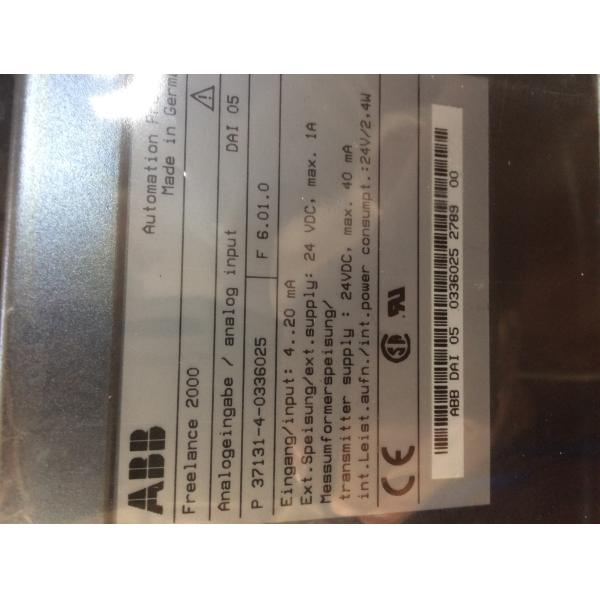 ABB
Automation
Made in
Freelance 2000
Analogeingabe / analog input DAI 05
P 37131-4-0336025 F 6.01.0
Eingang/input: 4..20 mA
Ext.Speisung/ext.supply: 24 VDC, max. 1A
Messumformerspeisung/
transmitter supply : 24VDC, max. 40 mA
int.Leist.aufn./int.power consumpt.:24V/2,4W
CE SA
ABB DAI 05 0336025 2789 00